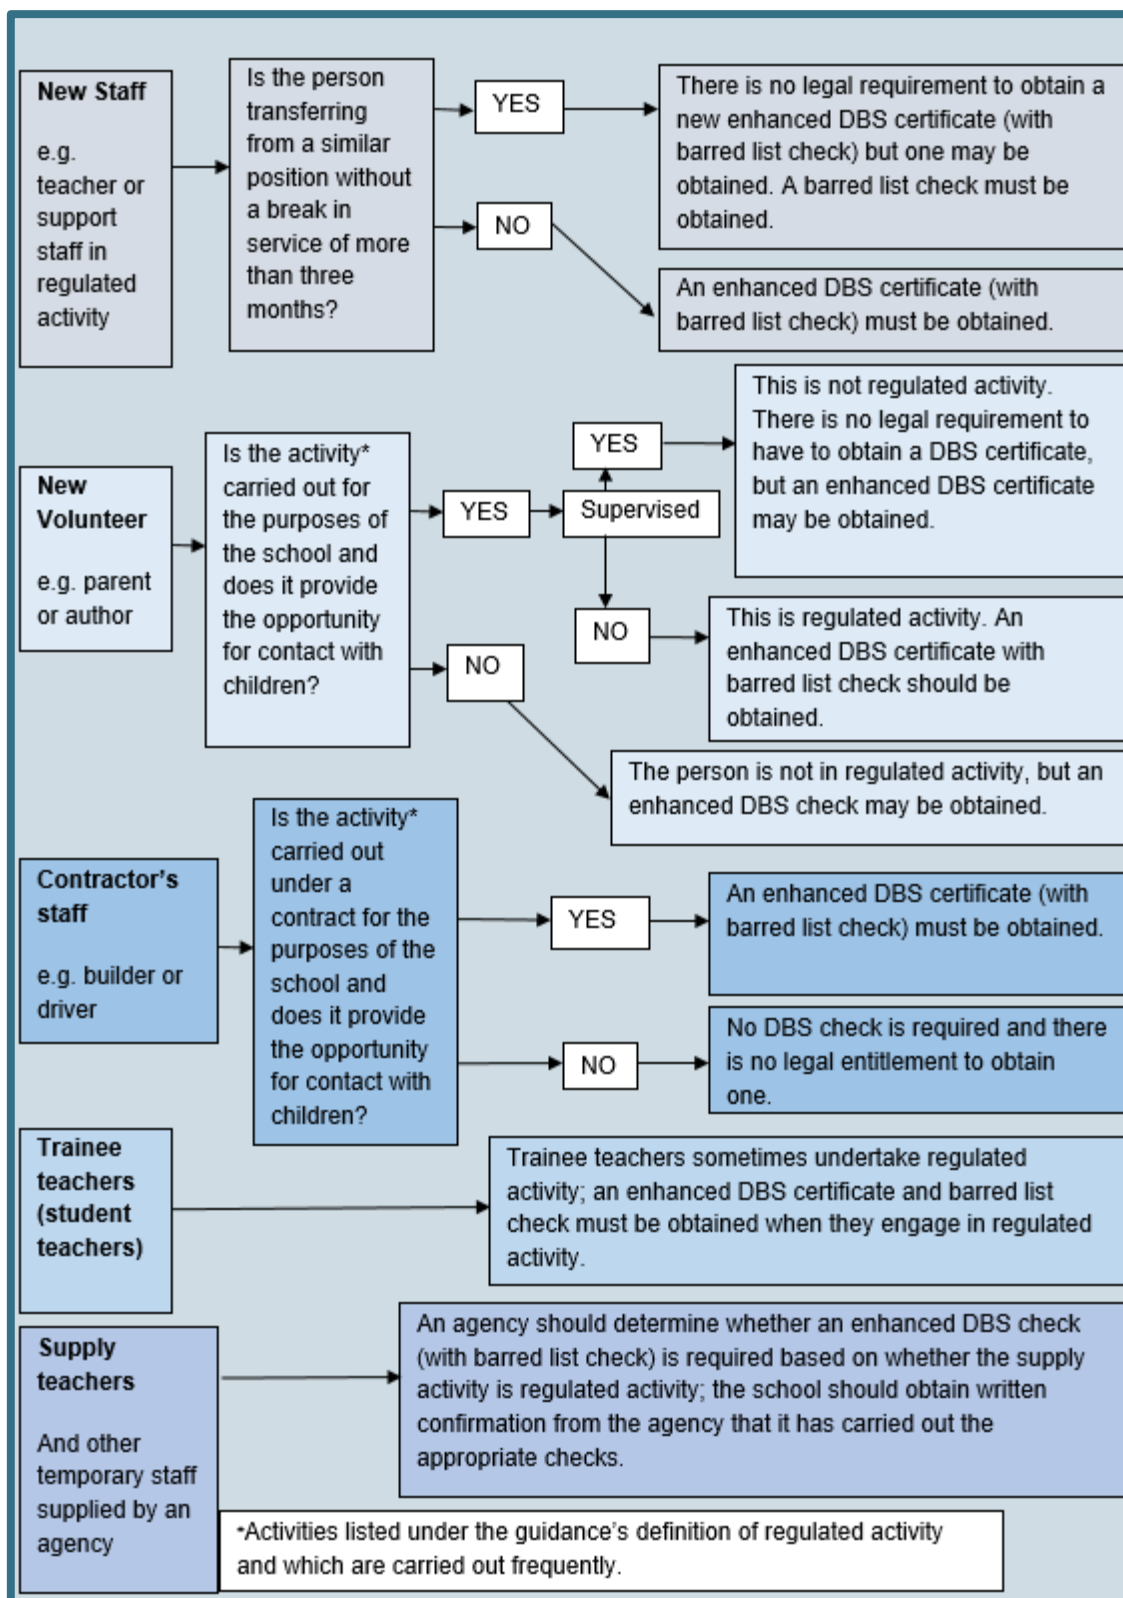 New Staff
e.g.
teacher or
support
staff in
regulated
activity
Is the person
transferring
from a similar
position without
a break in
service of more
than three
months?
YES
NO
There is no legal requirement to obtain a
new enhanced DBS certificate (with
barred list check) but one may be
obtained. A barred list check must be
obtained.
An enhanced DBS certificate (with
barred list check) must be obtained.
New
Volunteer
e.g. parent
or author
Is the activity*
carried out for
the purposes of
the school and
does it provide
the opportunity
for contact with
children?
YES
NO
Supervised
YES
NO
This is not regulated activity.
There is no legal requirement to
have to obtain a DBS certificate,
but an enhanced DBS certificate
may be obtained.
This is regulated activity. An
enhanced DBS certificate with
barred list check should be
obtained.
The person is not in regulated activity, but an
enhanced DBS check may be obtained.
Contractor's
staff
e.g. builder or
driver
Is the activity*
carried out
under a
contract for the
purposes of the
school and
does it provide
the opportunity
for contact with
children?
YES
NO
An enhanced DBS certificate (with
barred list check) must be obtained.
No DBS check is required and there
is no legal entitlement to obtain
one.
Trainee
teachers
(student
teachers)
Trainee teachers sometimes undertake regulated
activity; an enhanced DBS certificate and barred list
check must be obtained when they engage in regulated
activity.
Supply
teachers
And other
temporary staff
supplied by an
agency
An agency should determine whether an enhanced DBS check
(with barred list check) is required based on whether the supply
activity is regulated activity; the school should obtain written
confirmation from the agency that it has carried out the
appropriate checks.
*Activities listed under the guidance's definition of regulated activity
and which are carried out frequently.